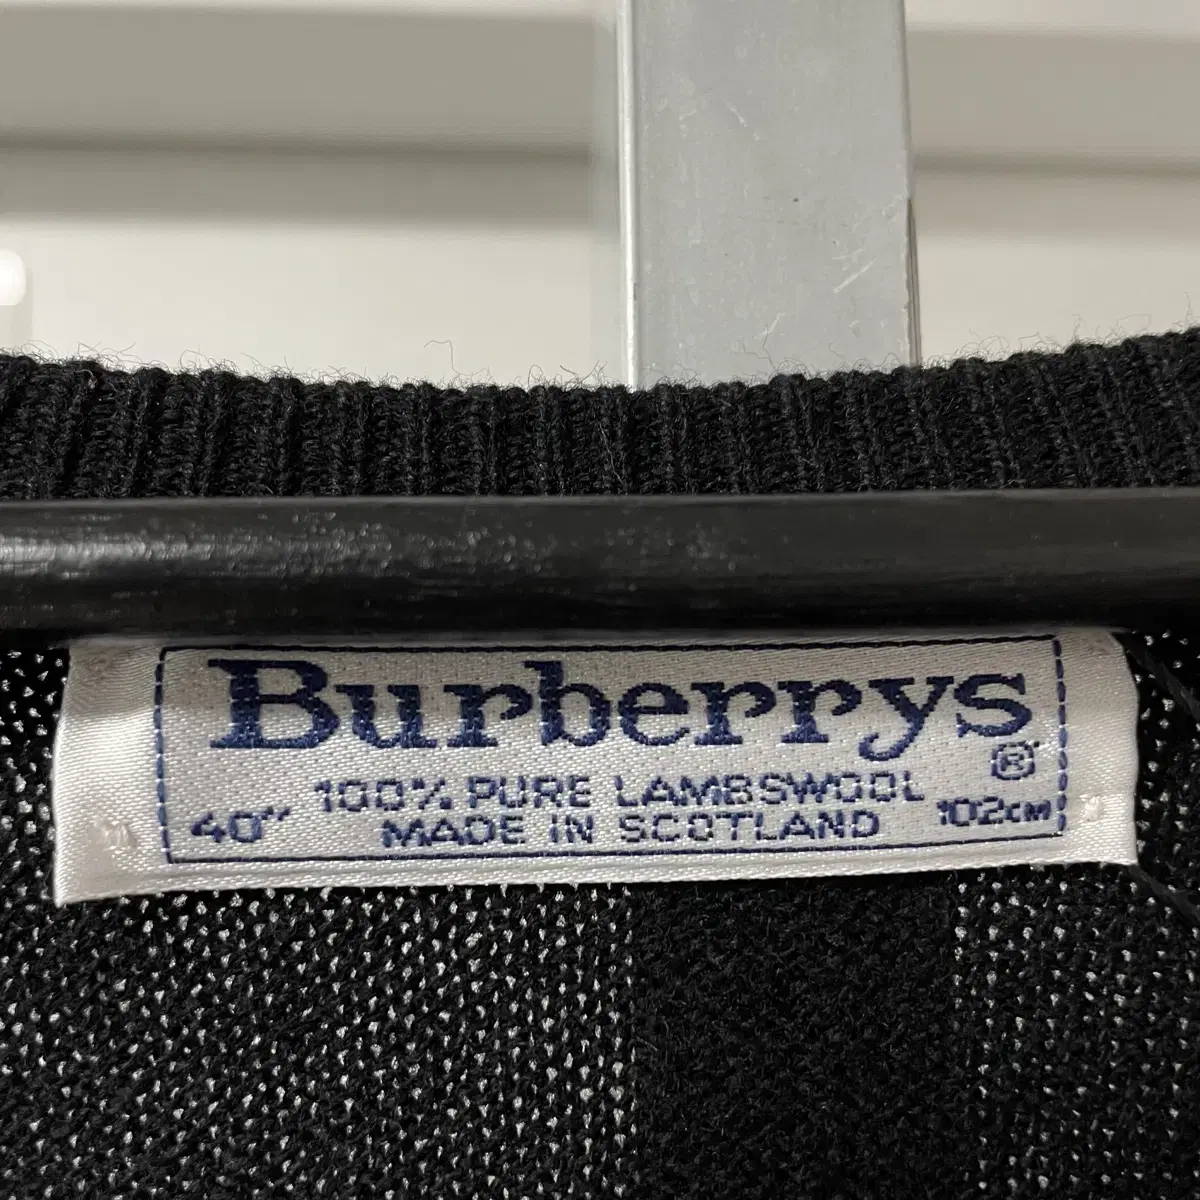 Burberrys
®
100% PURE LAMBSWOOL
40" MADE IN SCOTLAND 102CM